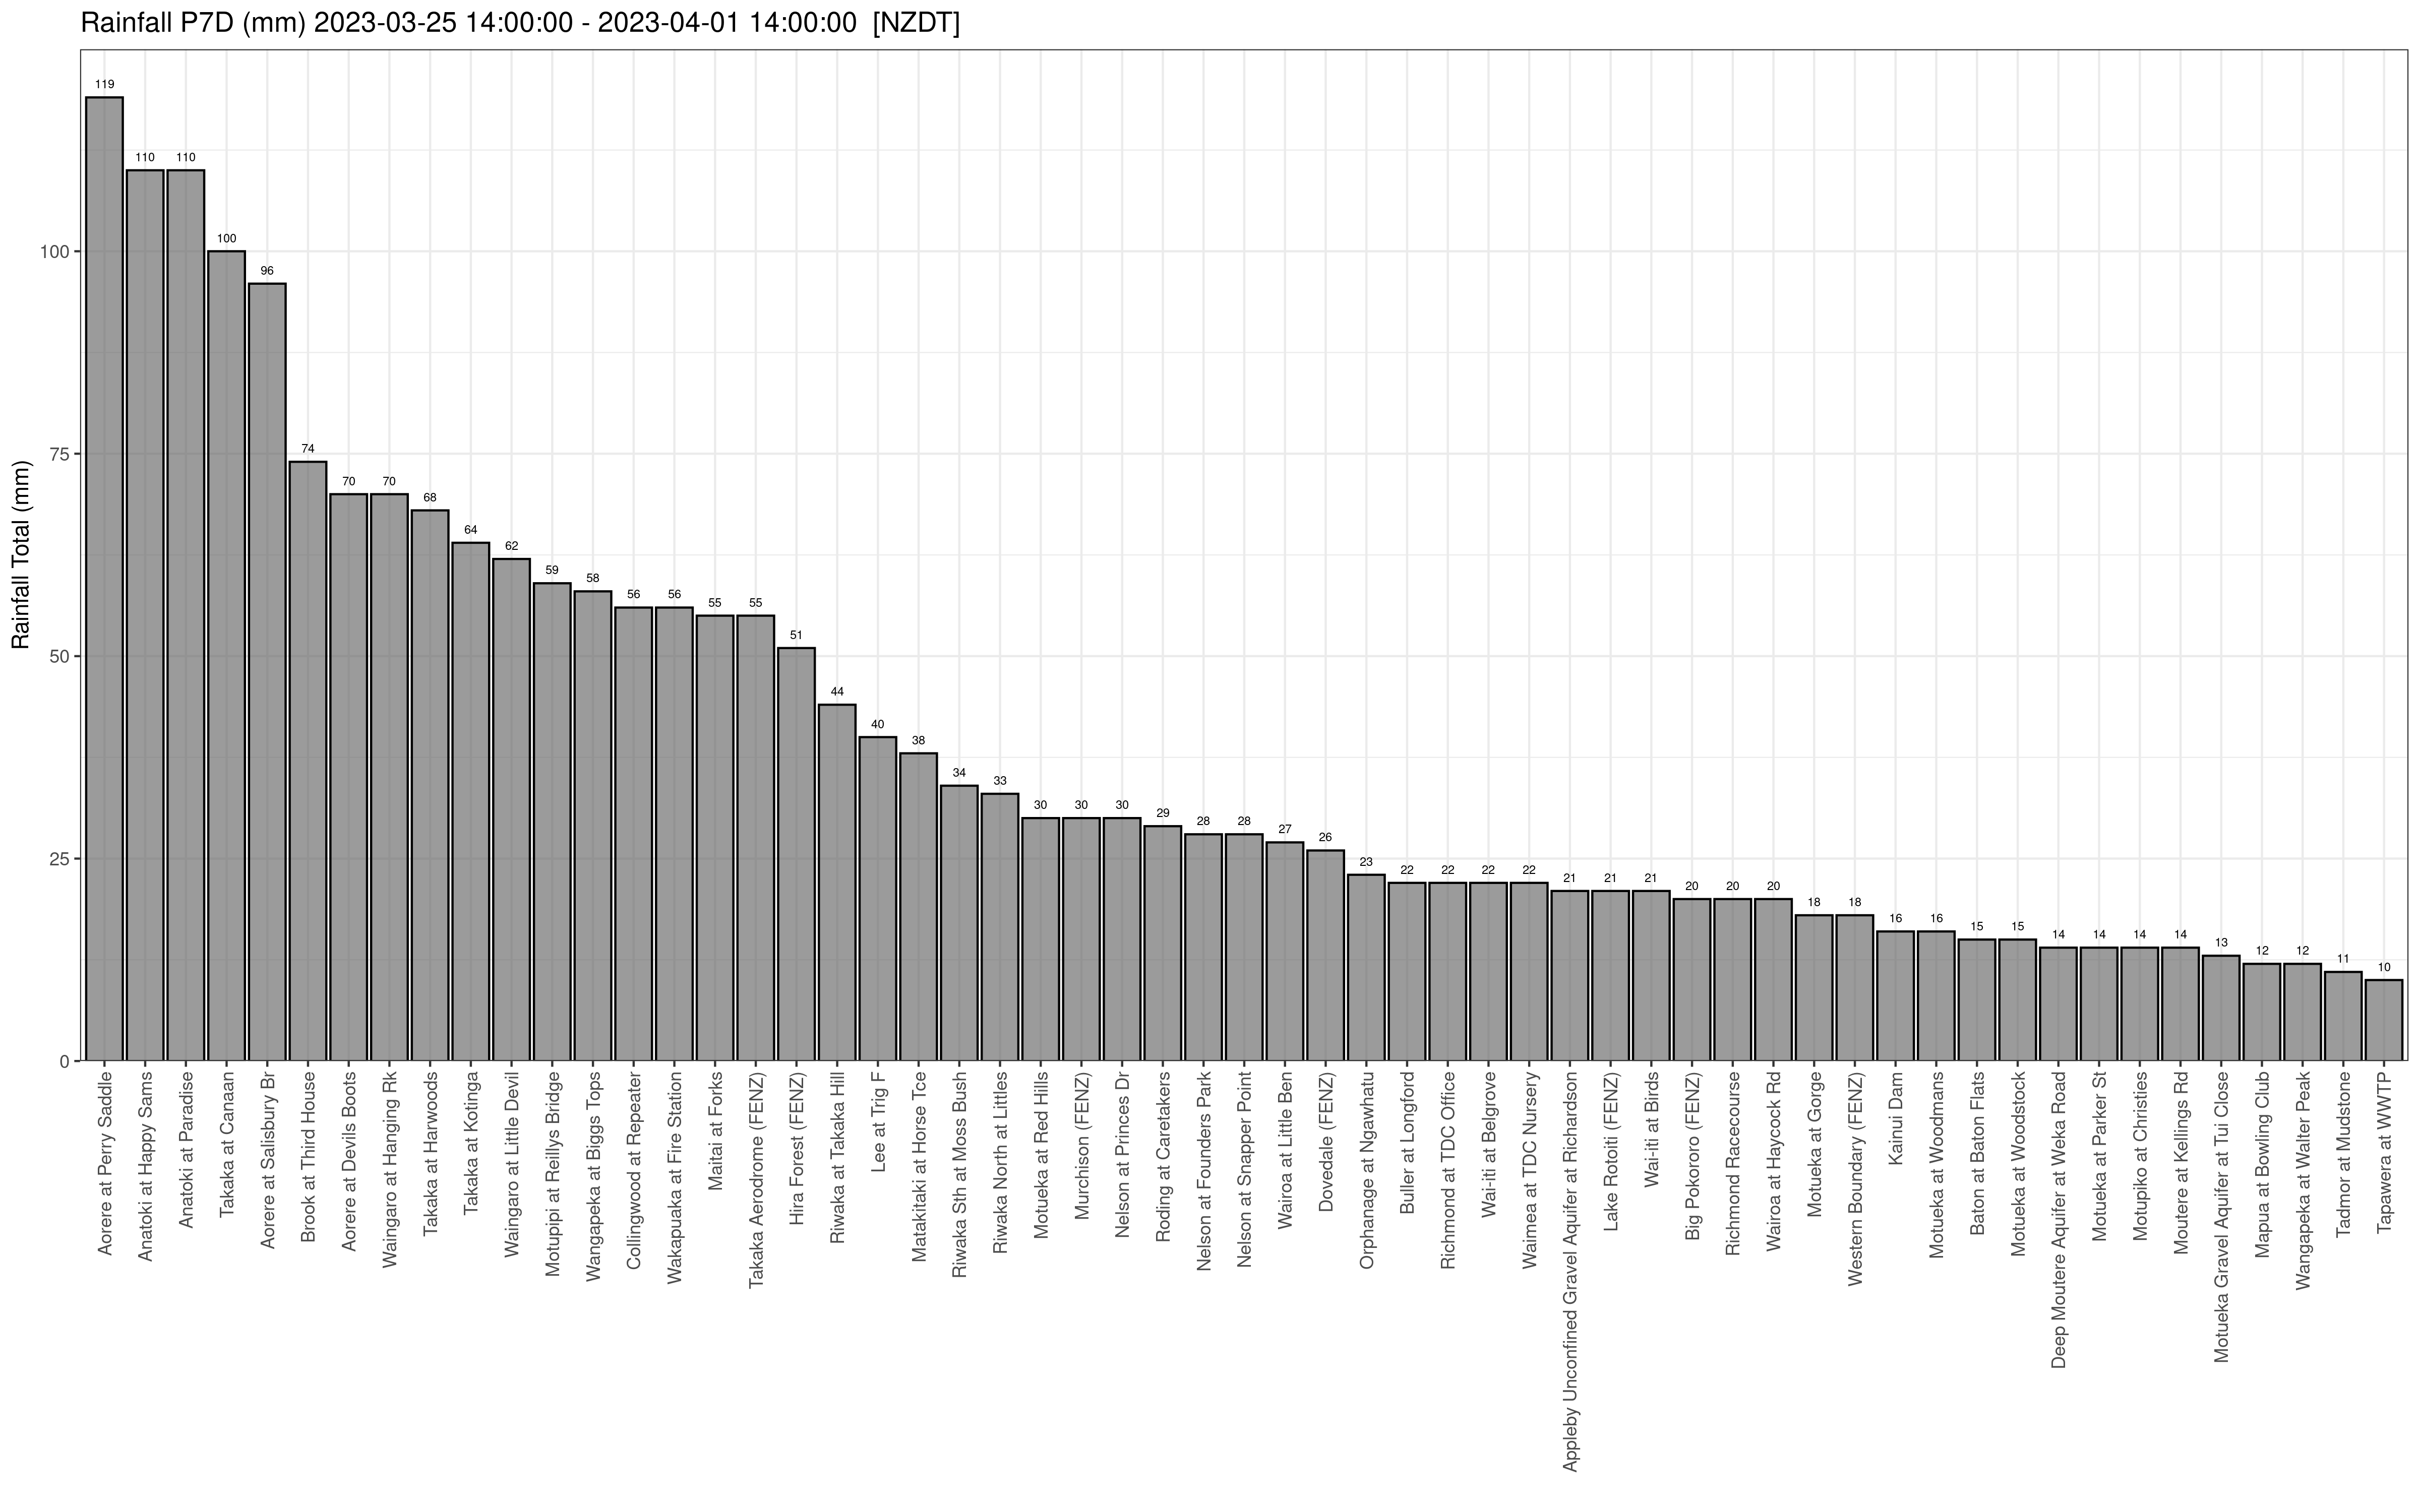 Rainfall P7D (mm) 2023-03-25 14:00:00 - 2023-04-01 14:00:00  [NZDT]
Rainfall Total (mm)
100
75
50
25
0
119
110
110
100
96
74
70
70
68
64
62
59
58
56
56
55
55
51
44
40
38
34
33
30
30
30
29
28
28
27
26
23
22
22
22
22
21
21
21
20
20
20
18
18
16
16
15
15
14
14
14
14
13
12
12
11
10
Aorere at Perry Saddle
Anatoki at Happy Sams
Anatoki at Paradise
Takaka at Canaan
Aorere at Salisbury Br
Brook at Third House
Aorere at Devils Boots
Waingaro at Hanging Rk
Takaka at Harwoods
Takaka at Kotinga
Waingaro at Little Devil
Motupipi at Reillys Bridge
Wangapeka at Biggs Tops
Collingwood at Repeater
Wakapuaka at Fire Station
Maitai at Forks
Takaka Aerodrome (FENZ)
Hira Forest (FENZ)
Riwaka at Takaka Hill
Lee at Trig F
Matakitaki at Horse Tce
Riwaka Sth at Moss Bush
Riwaka North at Littles
Motueka at Red Hills
Murchison (FENZ)
Nelson at Princes Dr
Roding at Caretakers
Nelson at Founders Park
Nelson at Snapper Point
Wairoa at Little Ben
Dovedale (FENZ)
Orphanage at Ngawhatu
Buller at Longford
Richmond at TDC Office
Wai-iti at Belgrove
Waimea at TDC Nursery
Appleby Unconfined Gravel Aquifer at Richardson
Lake Rotoiti (FENZ)
Wai-iti at Birds
Big Pokororo (FENZ)
Richmond Racecourse
Wairoa at Haycock Rd
Motueka at Gorge
Western Boundary (FENZ)
Kainui Dam
Motueka at Woodmans
Baton at Baton Flats
Motueka at Woodstock
Deep Moutere Aquifer at Weka Road
Motueka at Parker St
Motupiko at Christies
Moutere at Kellings Rd
Motueka Gravel Aquifer at Tui Close
Mapua at Bowling Club
Wangapeka at Walter Peak
Tadmor at Mudstone
Tapawera at WWTP